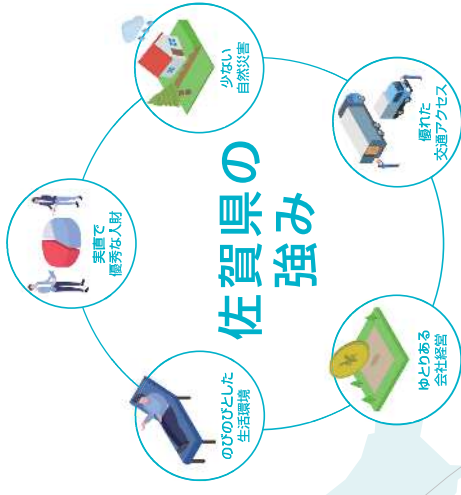 佐賀県の
強み
実直で
優秀な人財
少ない
自然災害
優れた
交通アクセス
ゆとりある
会社経営
のびのびとした
生活環境